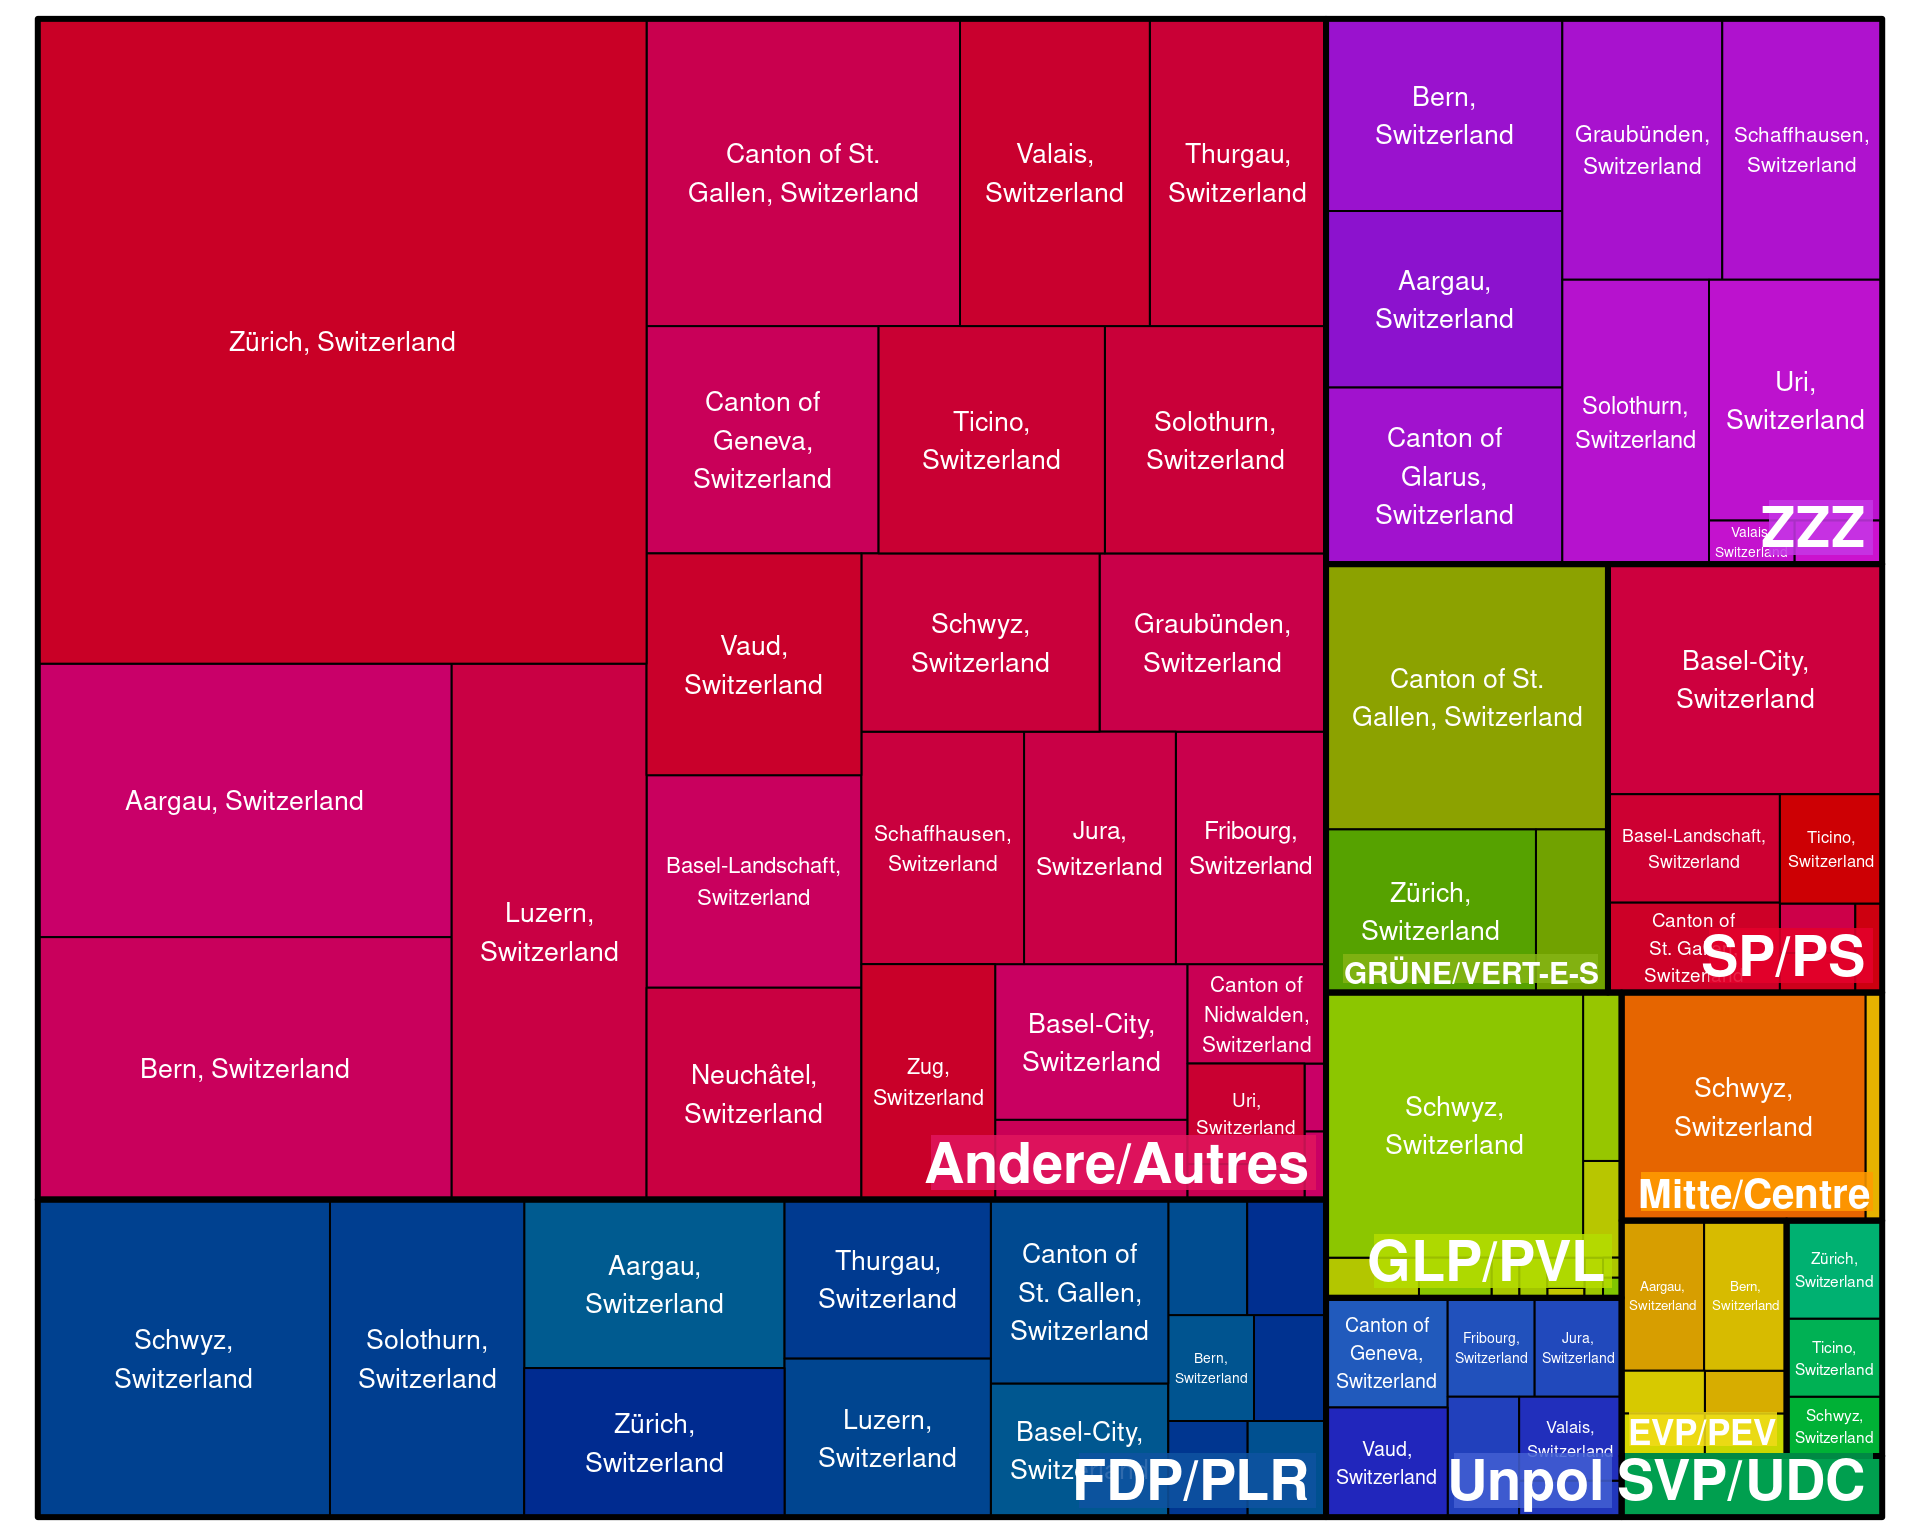 Zürich, Switzerland
Aargau, Switzerland
Bern, Switzerland
Luzern,
Switzerland
Canton of St.
Gallen, Switzerland
Valais,
Switzerland
Thurgau,
Switzerland
Canton of
Geneva,
Switzerland
Ticino,
Switzerland
Solothurn,
Switzerland
Vaud,
Switzerland
Schwyz,
Switzerland
Graubünden,
Switzerland
Basel-Landschaft,
Switzerland
Schaffhausen,
Switzerland
Jura,
Switzerland
Fribourg,
Switzerland
Neuchâtel,
Switzerland
Zug,
Switzerland
Basel-City,
Switzerland
Canton of
Nidwalden,
Switzerland
Uri,
Switzerland
Andere/Autres
Schwyz,
Switzerland
Solothurn,
Switzerland
Aargau,
Switzerland
Zürich,
Switzerland
Thurgau,
Switzerland
Luzern,
Switzerland
Canton of
St. Gallen,
Switzerland
Basel-City,
Switzerland
Bern,
Switzerland
FDP/PLR
Bern,
Switzerland
Aargau,
Switzerland
Canton of
Glarus,
Switzerland
Graubünden,
Switzerland
Schaffhausen,
Switzerland
Solothurn,
Switzerland
Uri,
Switzerland
Valais,
Switzerland
ZZZ
Canton of St.
Gallen, Switzerland
Zürich,
Switzerland
GRÜNE/VERT-E-S
Basel-City,
Switzerland
Basel-Landschaft,
Switzerland
Ticino,
Switzerland
Canton of
St. Gallen,
Switzerland
SP/PS
Schwyz,
Switzerland
GLP/PVL
Schwyz,
Switzerland
Mitte/Centre
Canton of
Geneva,
Switzerland
Fribourg,
Switzerland
Jura,
Switzerland
Vaud,
Switzerland
Valais,
Switzerland
Unpol
Aargau,
Switzerland
Bern,
Switzerland
EVP/PEV
Zürich,
Switzerland
Ticino,
Switzerland
Schwyz,
Switzerland
SVP/UDC